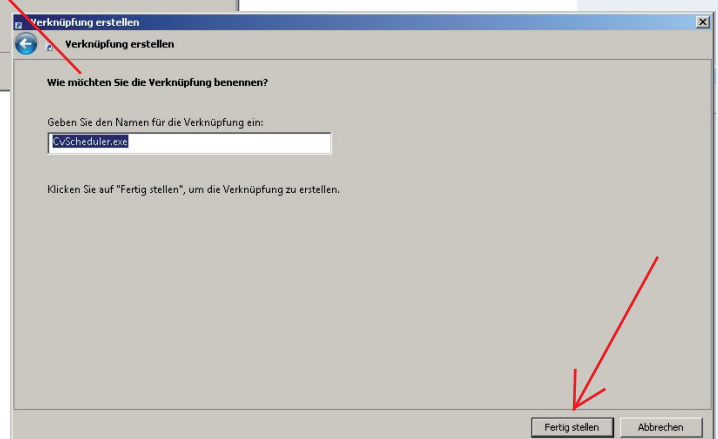 Verknüpfung erstellen
Verknüpfung erstellen
Wie möchten Sie die Verknüpfung benennen?
Geben Sie den Namen für die Verknüpfung ein:
CvScheduler.exe
Klicken Sie auf "Fertig stellen", um die Verknüpfung zu erstellen.
Fertig stellen
Abbrechen